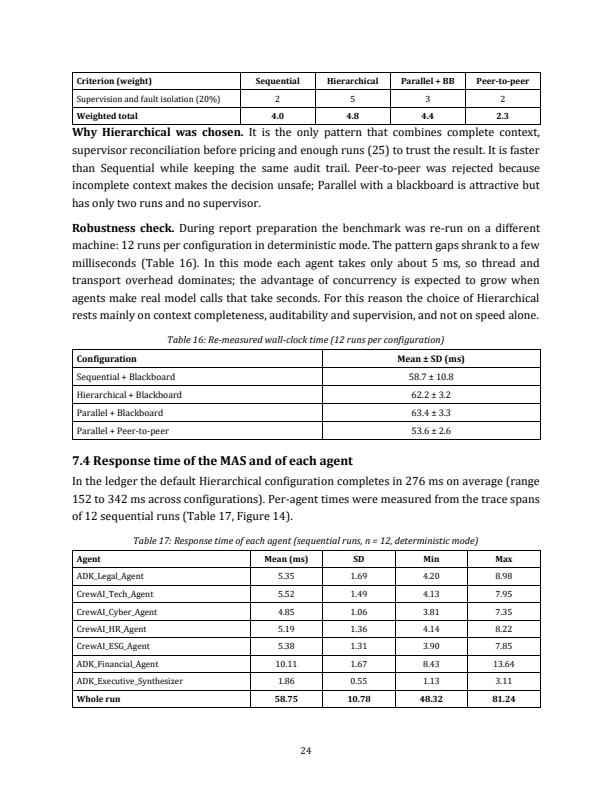 Criterion (weight) Sequential Hierarchical Parallel + BB Peer-to-peer
Supervision and fault isolation (20%) 2 5 3 2
Weighted total 4.0 4.8 4.4 2.3
Why Hierarchical was chosen. It is the only pattern that combines complete context,
supervisor reconciliation before pricing and enough runs (25) to trust the result. It is faster
than Sequential while keeping the same audit trail. Peer-to-peer was rejected because
incomplete context makes the decision unsafe; Parallel with a blackboard is attractive but
has only two runs and no supervisor.
Robustness check. During report preparation the benchmark was re-run on a different
machine: 12 runs per configuration in deterministic mode. The pattern gaps shrank to a few
milliseconds (Table 16). In this mode each agent takes only about 5 ms, so thread and
transport overhead dominates; the advantage of concurrency is expected to grow when
agents make real model calls that take seconds. For this reason the choice of Hierarchical
rests mainly on context completeness, auditability and supervision, and not on speed alone.
Table 16: Re-measured wall-clock time (12 runs per configuration)
Configuration Mean ± SD (ms)
Sequential + Blackboard 58.7 ± 10.8
Hierarchical + Blackboard 62.2 ± 3.2
Parallel + Blackboard 63.4 ± 3.3
Parallel + Peer-to-peer 53.6 ± 2.6
7.4 Response time of the MAS and of each agent
In the ledger the default Hierarchical configuration completes in 276 ms on average (range
152 to 342 ms across configurations). Per-agent times were measured from the trace spans
of 12 sequential runs (Table 17, Figure 14).
Table 17: Response time of each agent (sequential runs, n = 12, deterministic mode)
Agent Mean (ms) SD Min Max
ADK_Legal_Agent 5.35 1.69 4.20 8.98
CrewAI_Tech_Agent 5.52 1.49 4.13 7.95
CrewAI_Cyber_Agent 4.85 1.06 3.81 7.35
CrewAI_HR_Agent 5.19 1.36 4.14 8.22
CrewAI_ESG_Agent 5.38 1.31 3.90 7.85
ADK_Financial_Agent 10.11 1.67 8.43 13.64
ADK_Executive_Synthesizer 1.86 0.55 1.13 3.11
Whole run 58.75 10.78 48.32 81.24
24